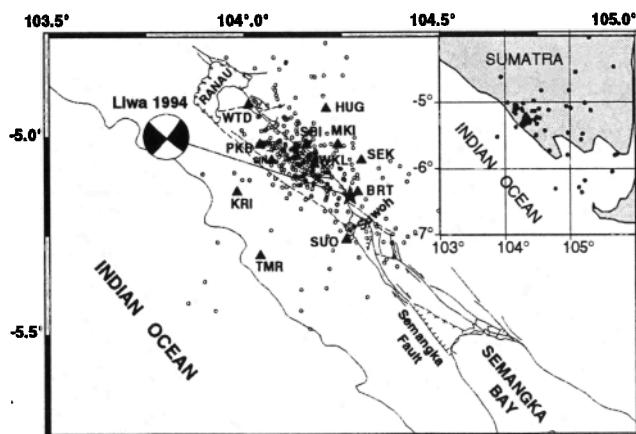 103.5° 104.0° 104.5° 105.0°
Liwa 1994
RANAU
WTD
HUG
-5.0°
PKB
SBI
MKI
WKL
SEK
KRI
BRT
Suwoh
SUO
TMR
INDIAN OCEAN
-5.5°
Semangka
Fault
SEMANGKA
BAY
SUMATRA
INDIAN
OCEAN
-5°
-6°
-7°
103° 104° 105°